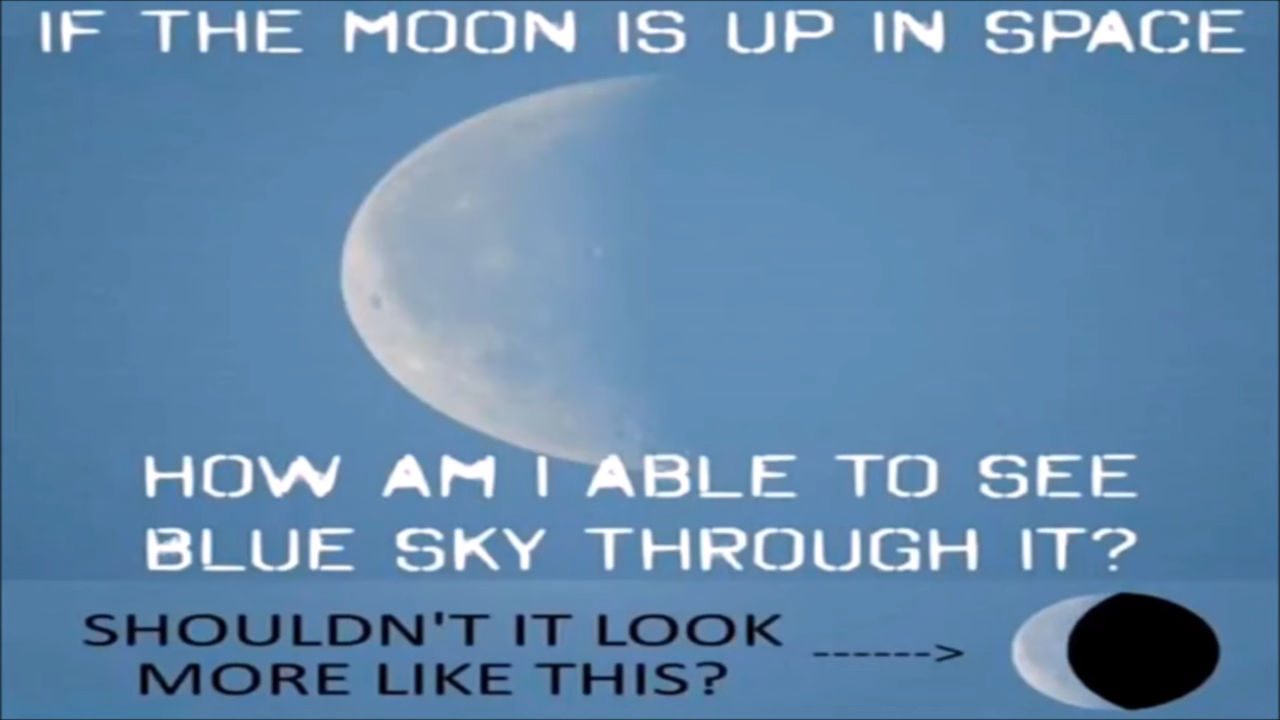 IF THE MOON IS UP IN SPACE
HOW AM I ABLE TO SEE
BLUE SKY THROUGH IT?
SHOULDN'T IT LOOK
MORE LIKE THIS? ------>